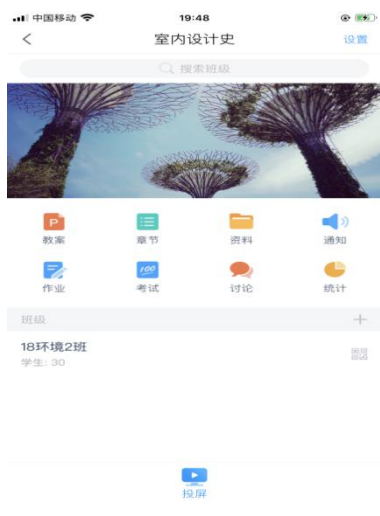 中国移动 19:48
室内设计史 设置
搜索班级
P
教案 章节 资料 通知
100
作业 考试 讨论 统计
班级
18环境2班
学生: 30
投屏